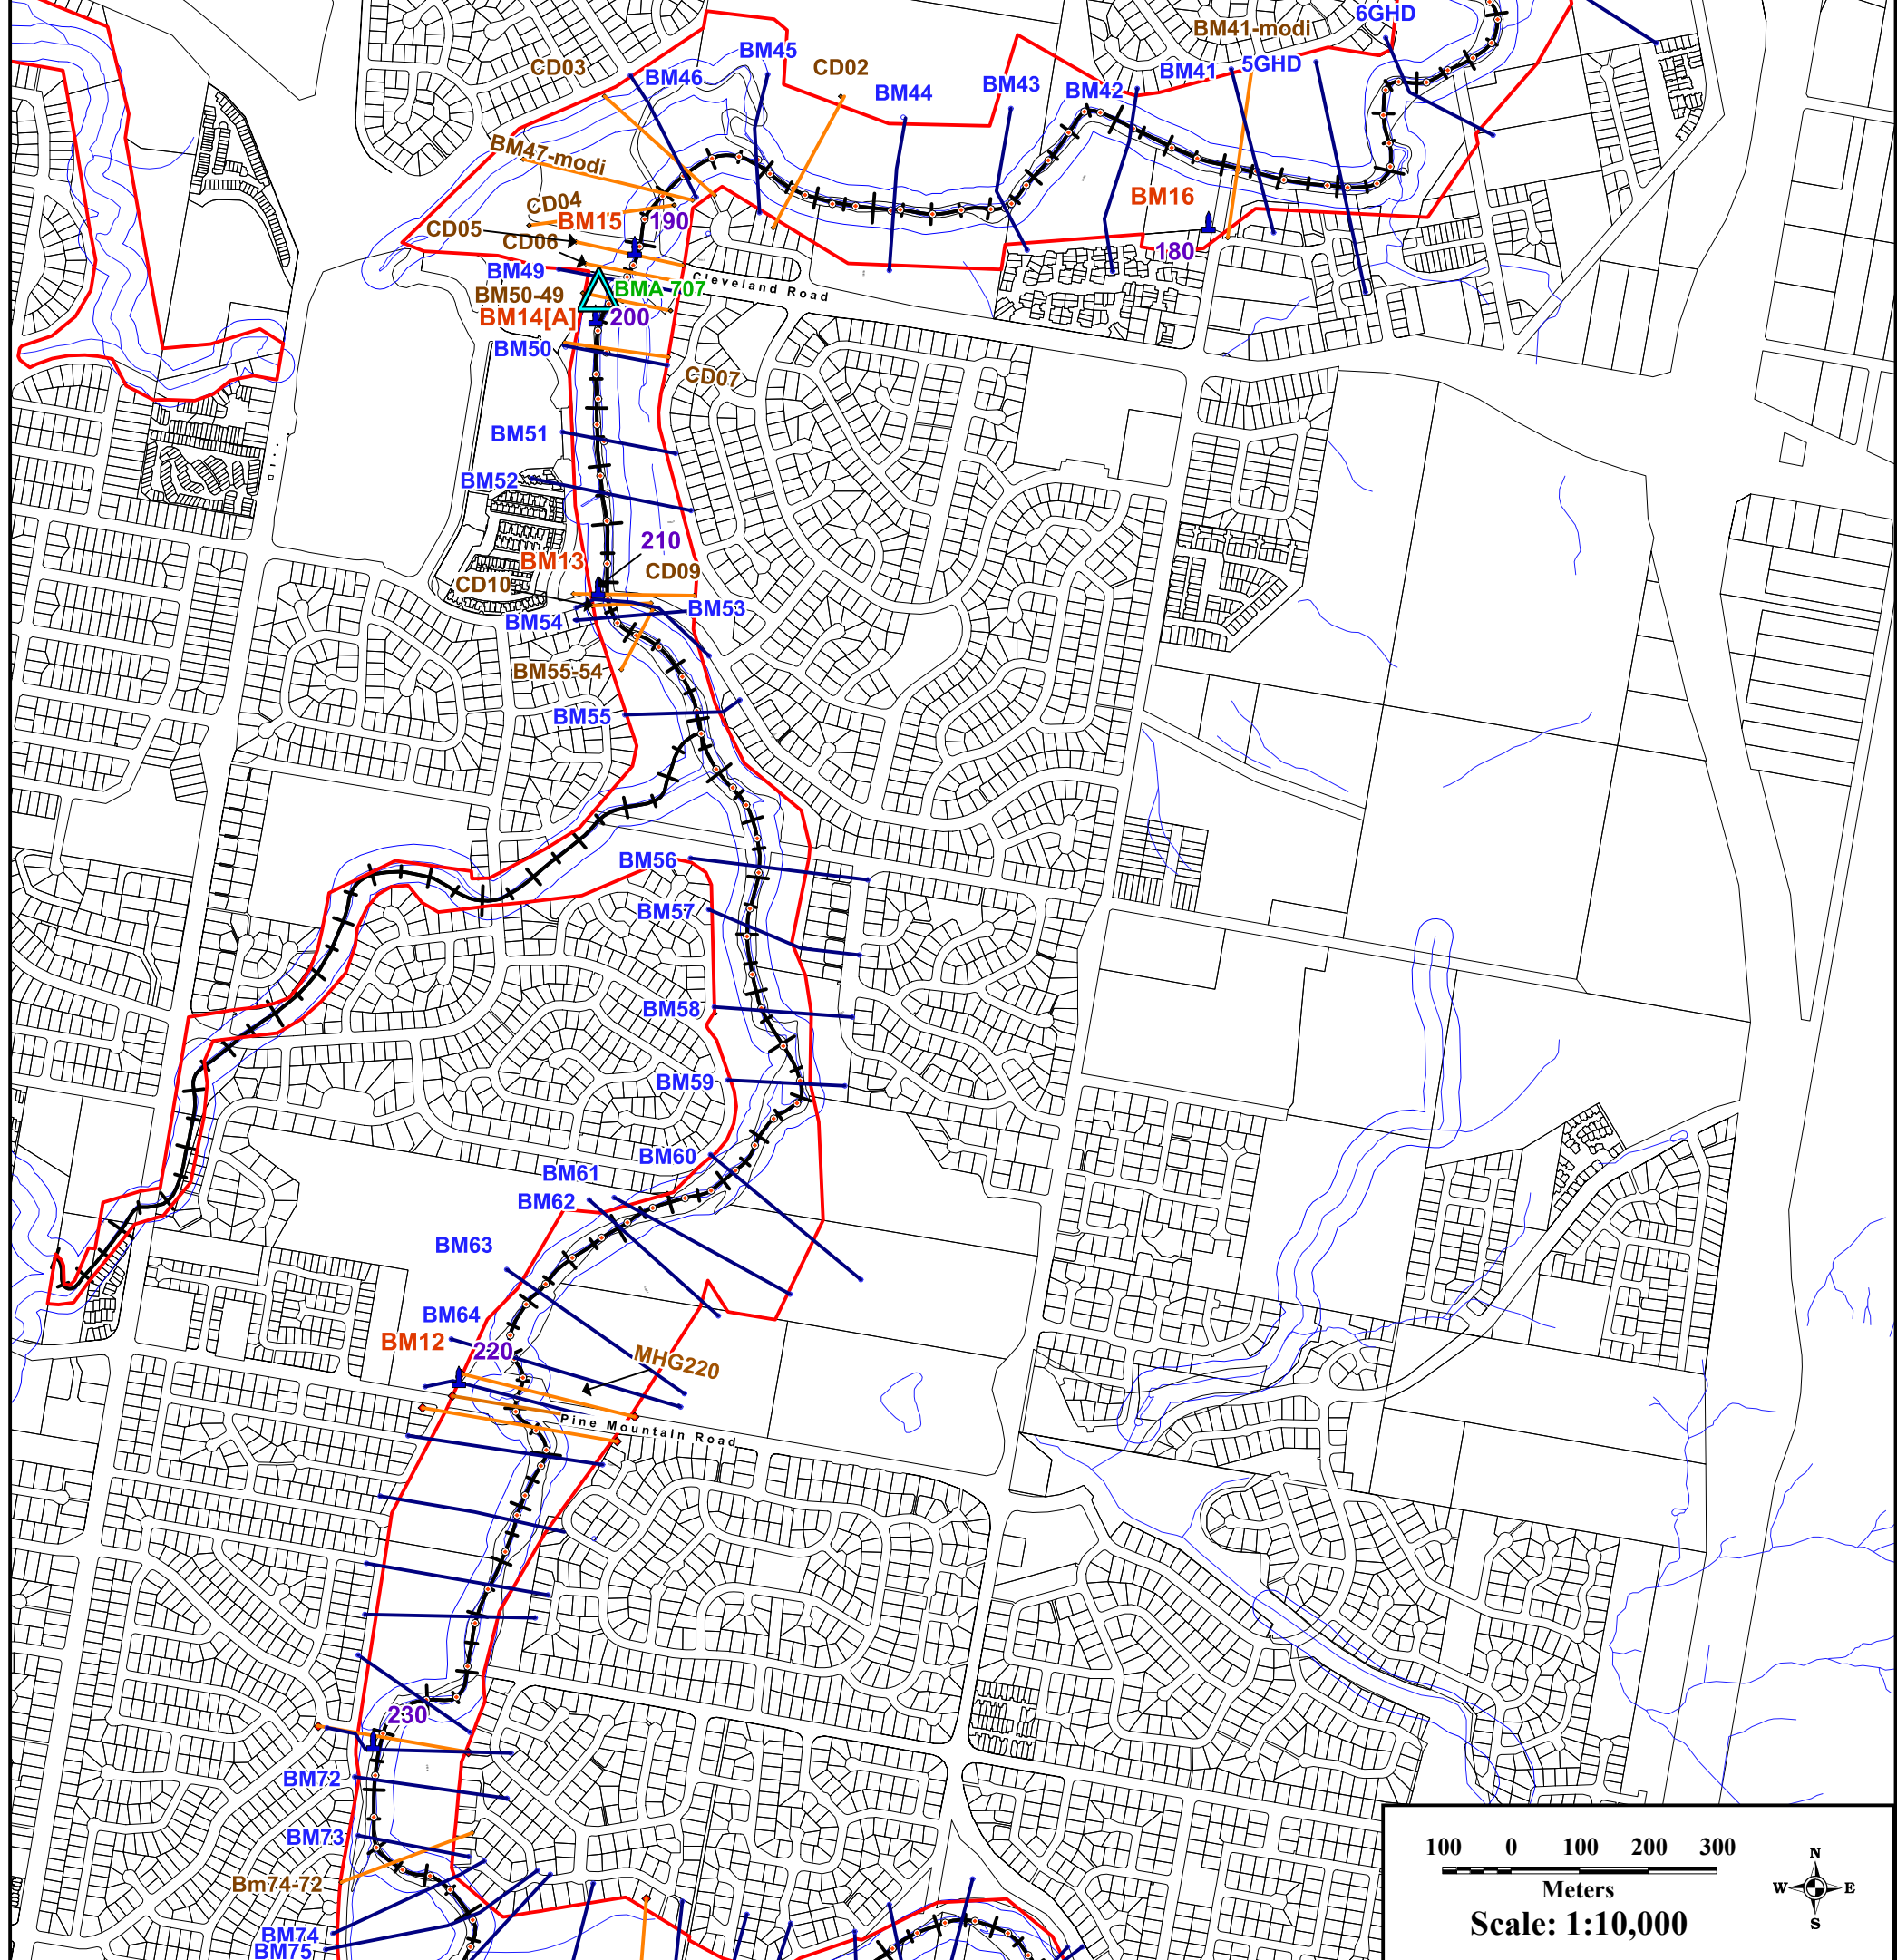 6GHD
BM41-modi
BM45
CD03
BM46
CD02
BM41
5GHD
BM44
BM43
BM42
BM47-modi
BM16
CD04
BM15
190
CD05
CD06
180
BM49
Cleveland Road
BMA 707
BM50-49
BM14[A]
200
BM50
CD07
BM51
BM52
210
BM13
CD09
CD10
BM53
BM54
BM55-54
BM55
BM56
BM57
BM58
BM59
BM60
BM61
BM62
BM63
BM64
BM12
220
MHG220
Pine Mountain Road
230
BM72
BM73
Bm74-72
BM74
BM75
100 0 100 200 300
Meters
Scale: 1:10,000
N
W E
S